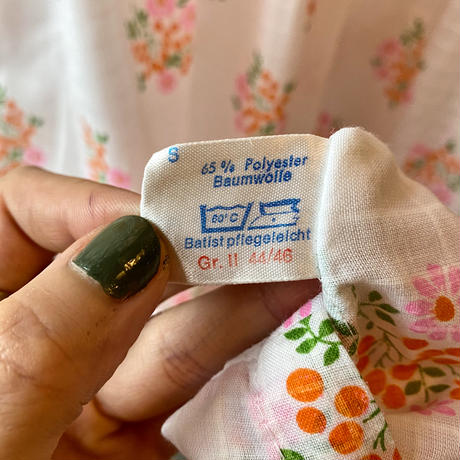 S
65 % Polyester
Baumwolle
60°C
Batist pflegeleicht
Gr. II 44/46